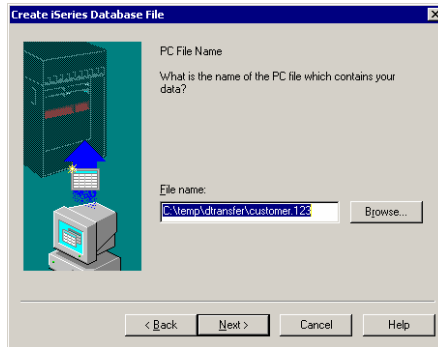 Create iSeries Database File
PC File Name
What is the name of the PC file which contains your
data?
File name:
C:\temp\dtransfer\customer.123
Browse...
< Back
Next >
Cancel
Help